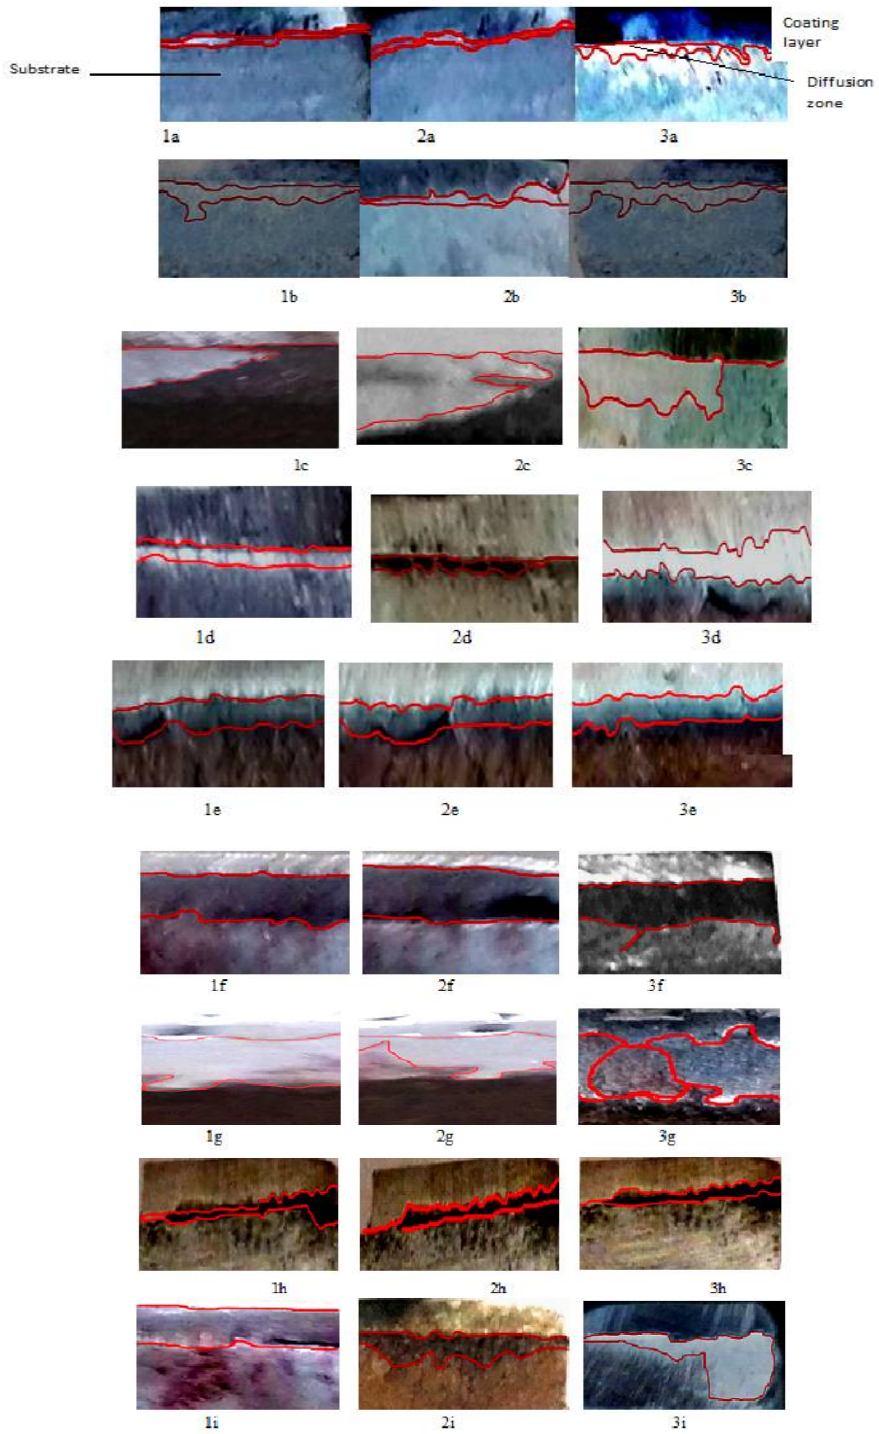 Coating
layer
Substrate
Diffusion
zone
1a 2a 3a
1b 2b 3b
1c 2c 3c
1d 2d 3d
1e 2e 3e
1f 2f 3f
1g 2g 3g
1h 2h 3h
1i 2i 3i